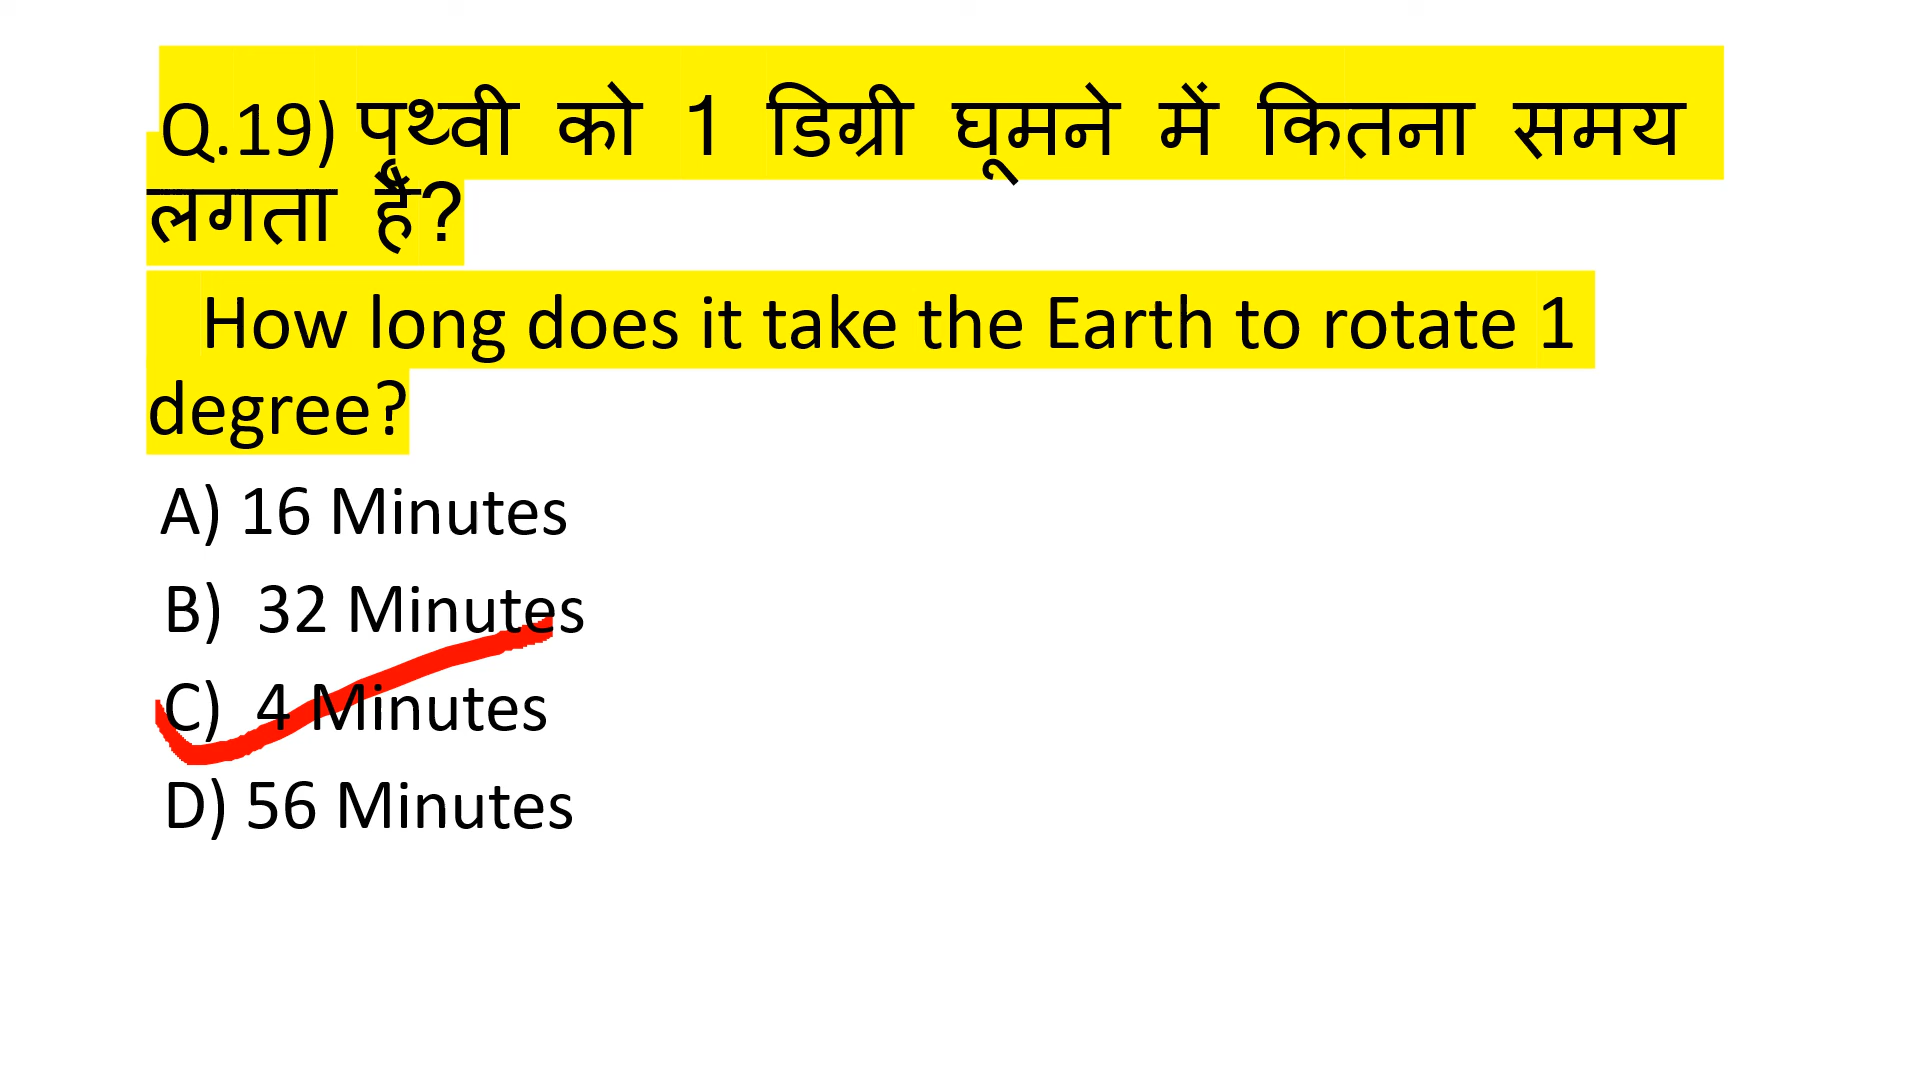 Q.19) पृथ्वी को 1 डिग्री घूमने में कितना समय
लगता है?
How long does it take the Earth to rotate 1
degree?
A) 16 Minutes
B) 32 Minutes
C) 4 Minutes
D) 56 Minutes